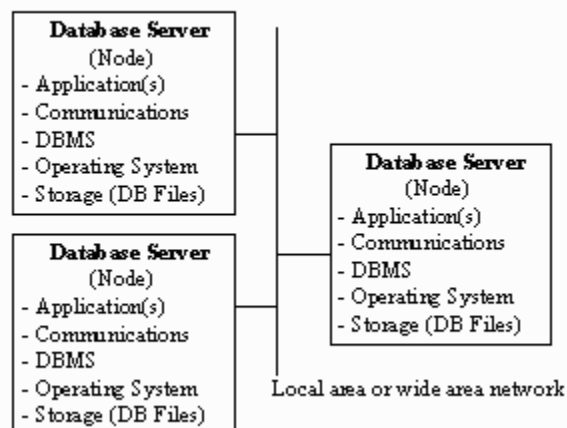 Database Server
(Node)
- Application(s)
- Communications
- DBMS
- Operating System
- Storage (DB Files)
Database Server
(Node)
- Application(s)
- Communications
- DBMS
- Operating System
- Storage (DB Files)
Database Server
(Node)
- Application(s)
- Communications
- DBMS
- Operating System
- Storage (DB Files)
Local area or wide area network